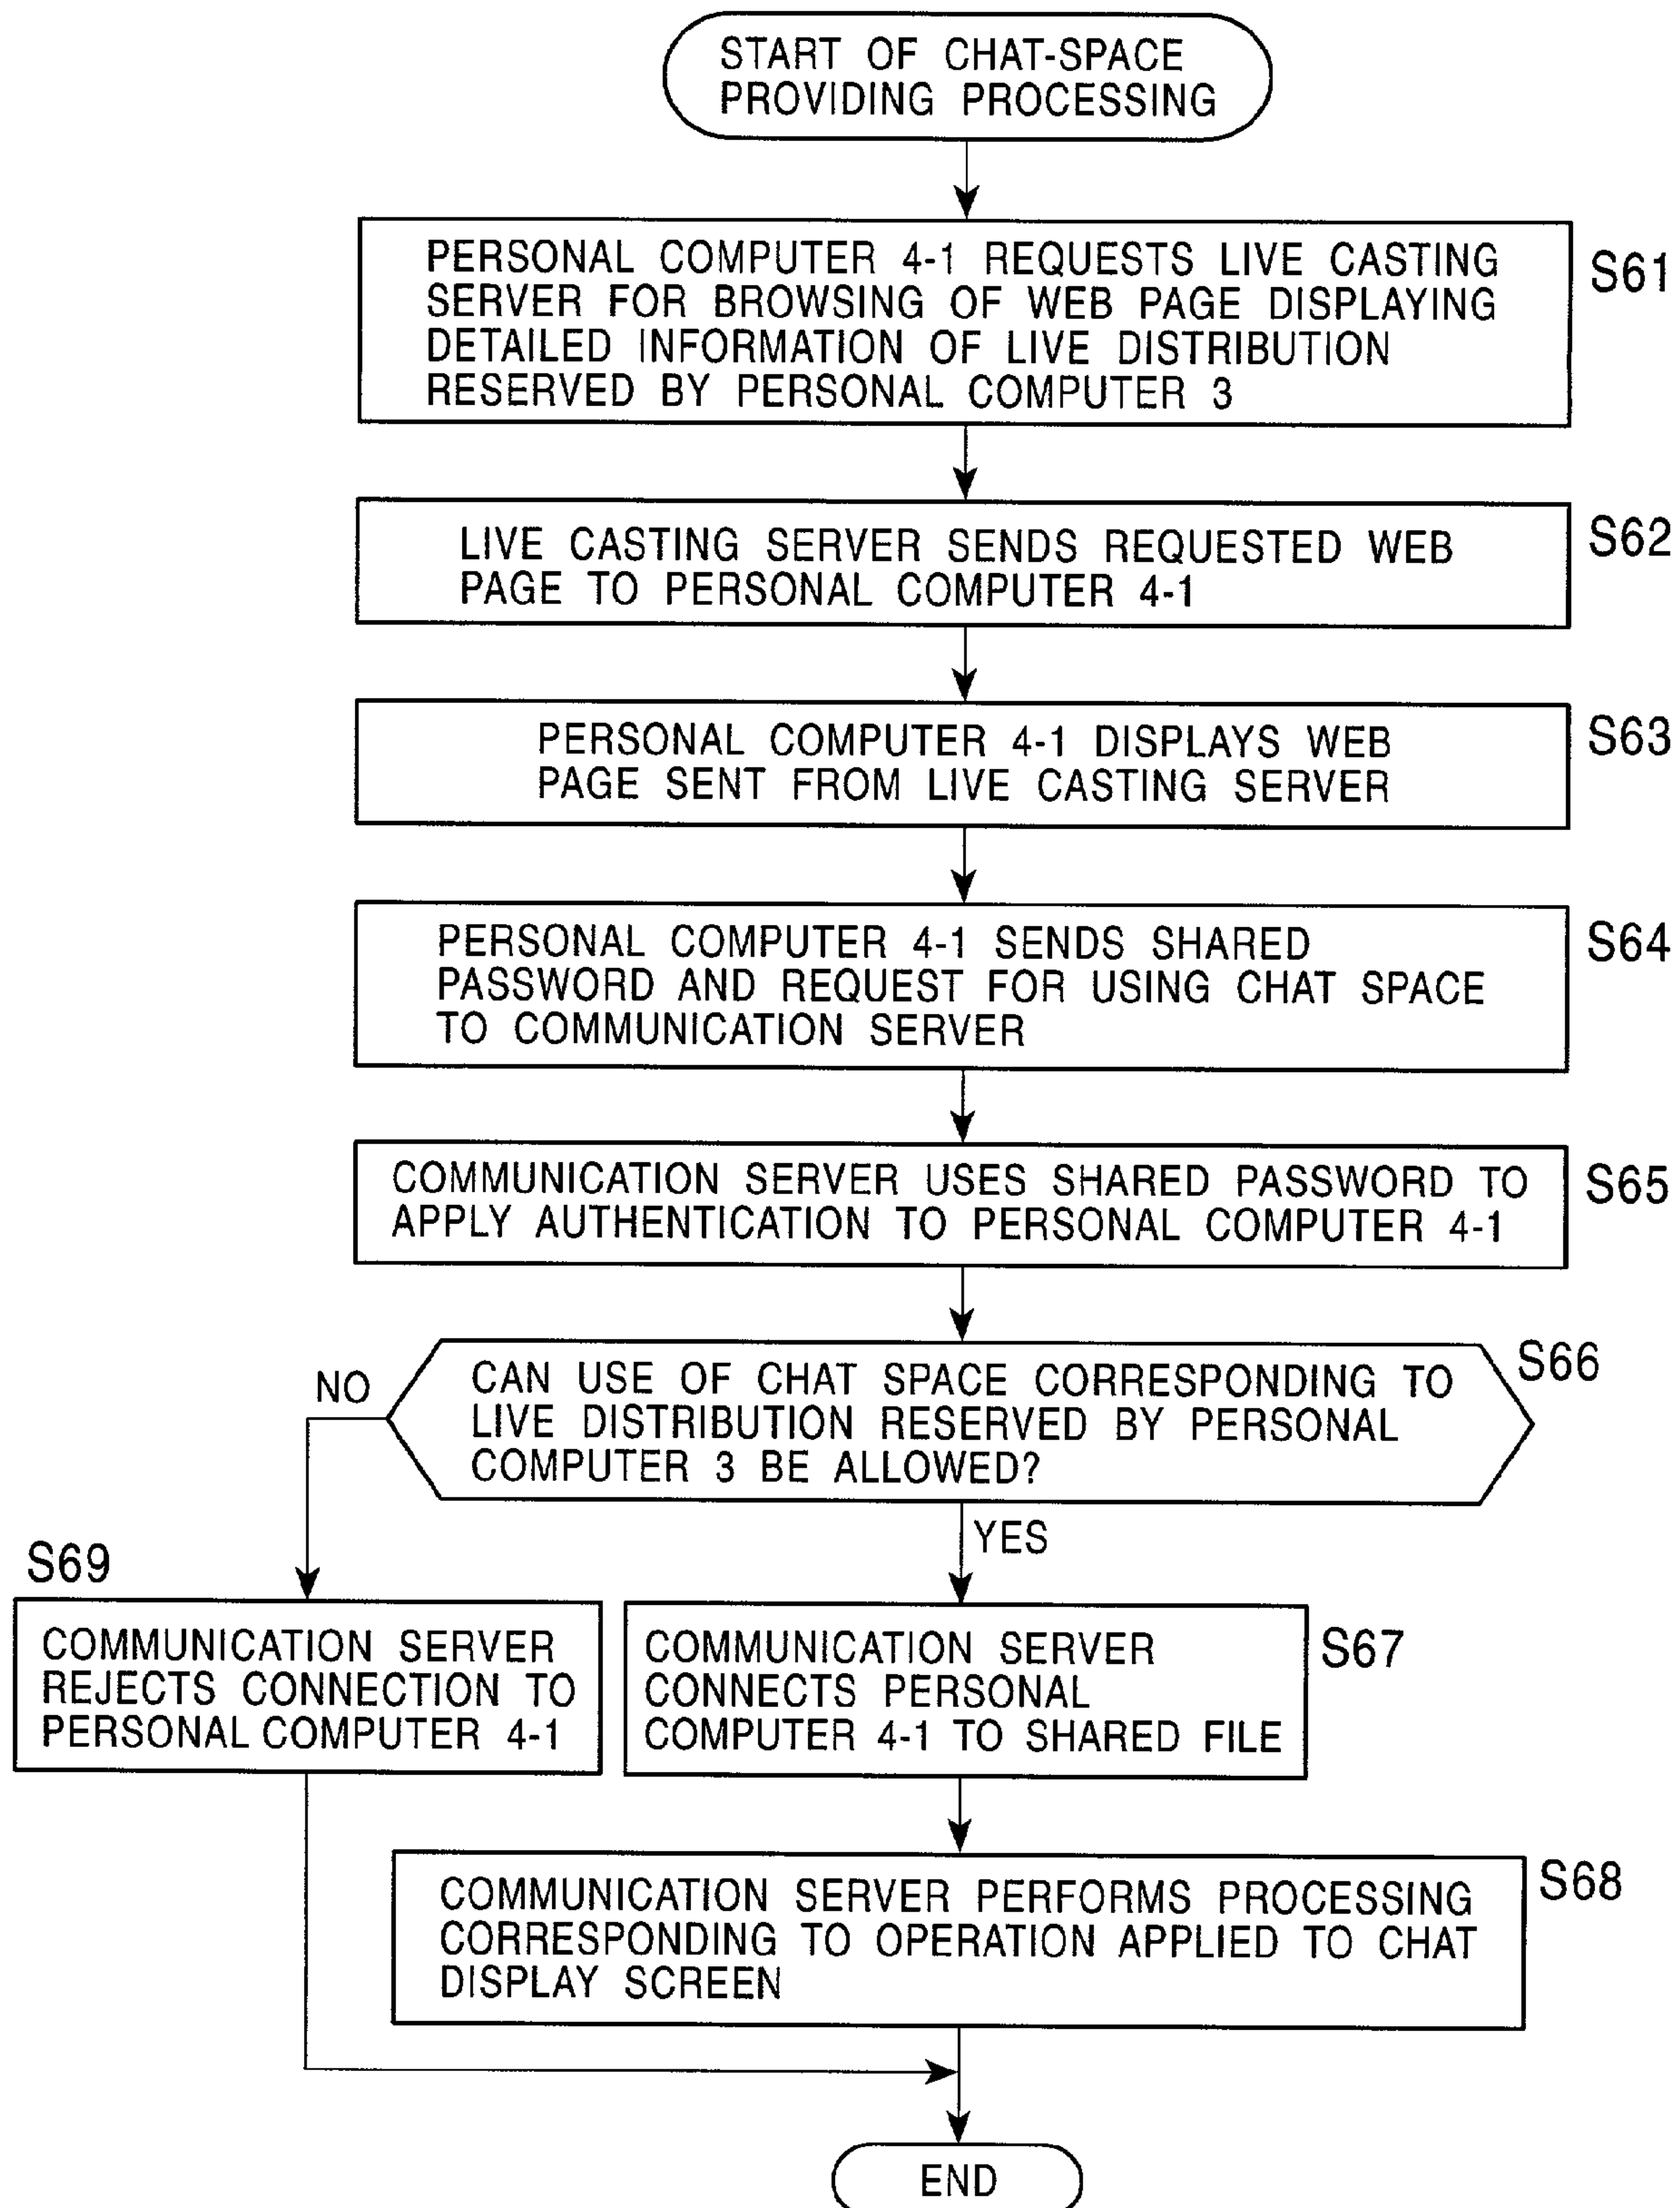 START OF CHAT-SPACE
PROVIDING PROCESSING
PERSONAL COMPUTER 4-1 REQUESTS LIVE CASTING
SERVER FOR BROWSING OF WEB PAGE DISPLAYING
DETAILED INFORMATION OF LIVE DISTRIBUTION
RESERVED BY PERSONAL COMPUTER 3
S61
LIVE CASTING SERVER SENDS REQUESTED WEB
PAGE TO PERSONAL COMPUTER 4-1
S62
PERSONAL COMPUTER 4-1 DISPLAYS WEB
PAGE SENT FROM LIVE CASTING SERVER
S63
PERSONAL COMPUTER 4-1 SENDS SHARED
PASSWORD AND REQUEST FOR USING CHAT SPACE
TO COMMUNICATION SERVER
S64
COMMUNICATION SERVER USES SHARED PASSWORD TO
APPLY AUTHENTICATION TO PERSONAL COMPUTER 4-1
S65
CAN USE OF CHAT SPACE CORRESPONDING TO
LIVE DISTRIBUTION RESERVED BY PERSONAL
COMPUTER 3 BE ALLOWED?
S66
NO
YES
S69
COMMUNICATION SERVER
REJECTS CONNECTION TO
PERSONAL COMPUTER 4-1
COMMUNICATION SERVER
CONNECTS PERSONAL
COMPUTER 4-1 TO SHARED FILE
S67
COMMUNICATION SERVER PERFORMS PROCESSING
CORRESPONDING TO OPERATION APPLIED TO CHAT
DISPLAY SCREEN
S68
END